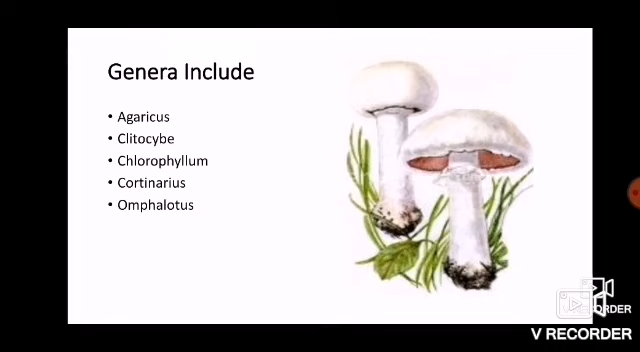 Genera Include
• Agaricus
• Clitocybe
• Chlorophyllum
• Cortinarius
• Omphalotus
V RECORDER